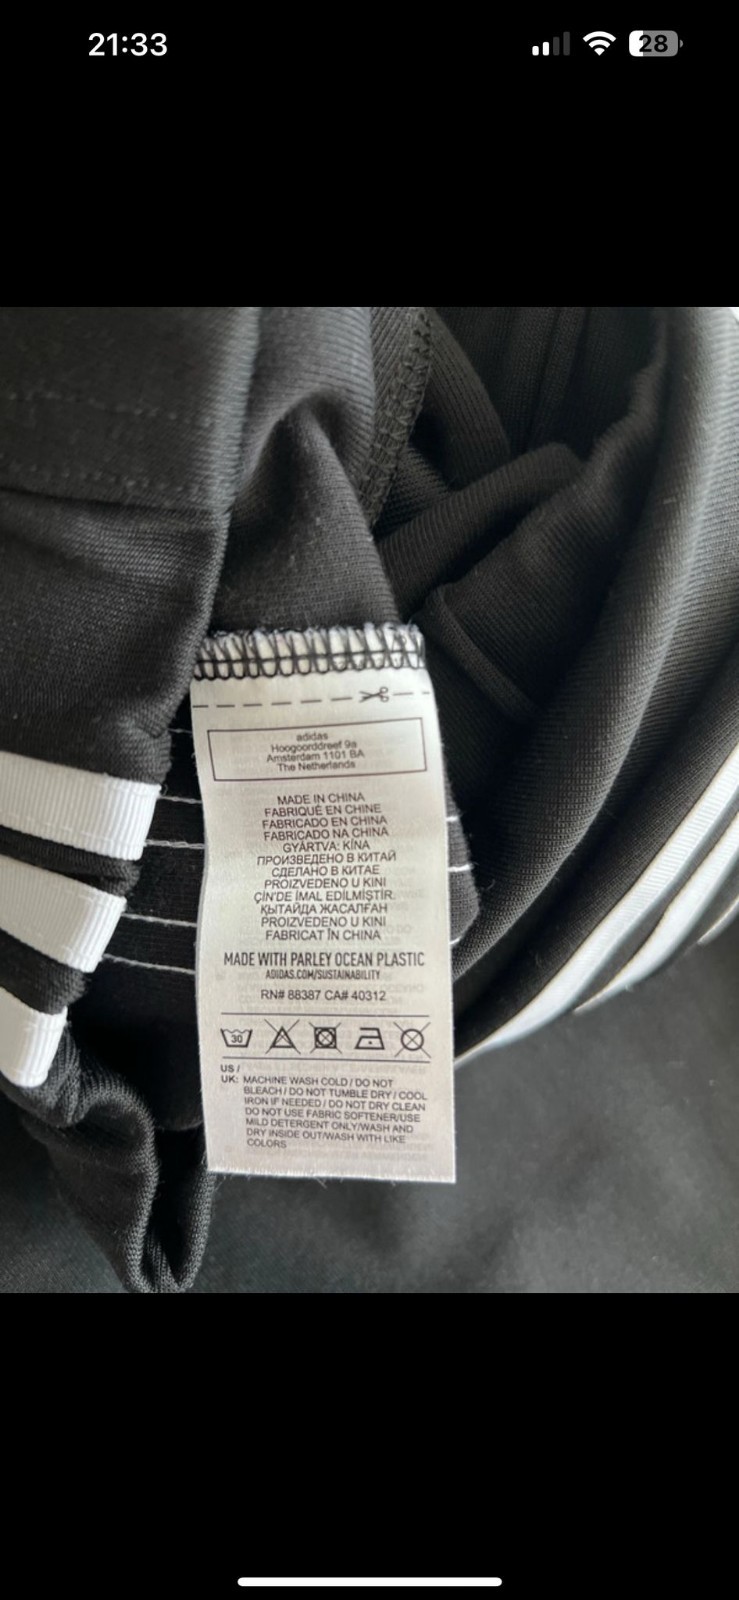 21:33
28
adidas
Hoogoorddreef 9a
Amsterdam 1101 BA
The Netherlands
MADE IN CHINA
FABRIQUÉ EN CHINE
FABRICADO EN CHINA
FABRICADO NA CHINA
GYÁRTVA: KÍNA
ПРОИЗВЕДЕНО В КИТАЙ
СДЕЛАНО В КИТАЕ
PROIZVEDENO U KINI
ÇİN'DE İMAL EDİLMİŞTİR.
ҚЫТАЙДА ЖАСАЛҒАН
PROIZVEDENO U KINI
FABRICAT ÎN CHINA
MADE WITH PARLEY OCEAN PLASTIC
ADIDAS.COM/SUSTAINABILITY
RN# 88387 CA# 40312
30
US /
UK: MACHINE WASH COLD / DO NOT
BLEACH / DO NOT TUMBLE DRY / COOL
IRON IF NEEDED / DO NOT DRY CLEAN
DO NOT USE FABRIC SOFTENER/USE
MILD DETERGENT ONLY/WASH AND
DRY INSIDE OUT/WASH WITH LIKE
COLORS